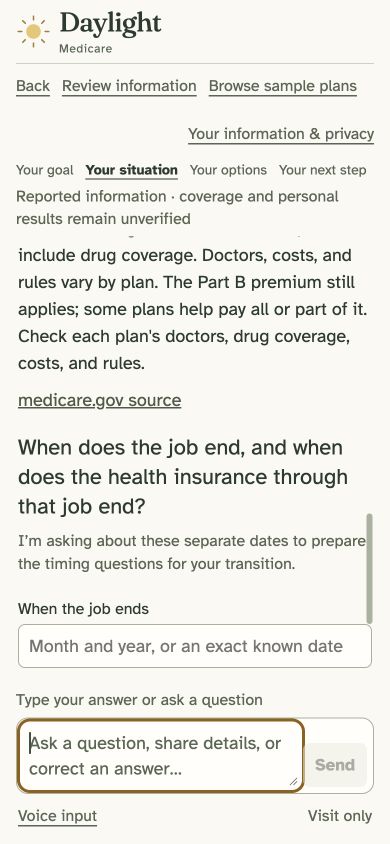 Daylight
Medicare
Back Review information Browse sample plans
Your information & privacy
Your goal Your situation Your options Your next step
Reported information · coverage and personal
results remain unverified
include drug coverage. Doctors, costs, and
rules vary by plan. The Part B premium still
applies; some plans help pay all or part of it.
Check each plan's doctors, drug coverage,
costs, and rules.
medicare.gov source
When does the job end, and when
does the health insurance through
that job end?
I’m asking about these separate dates to prepare
the timing questions for your transition.
When the job ends
Month and year, or an exact known date
Type your answer or ask a question
Ask a question, share details, or
correct an answer...
Send
Voice input Visit only